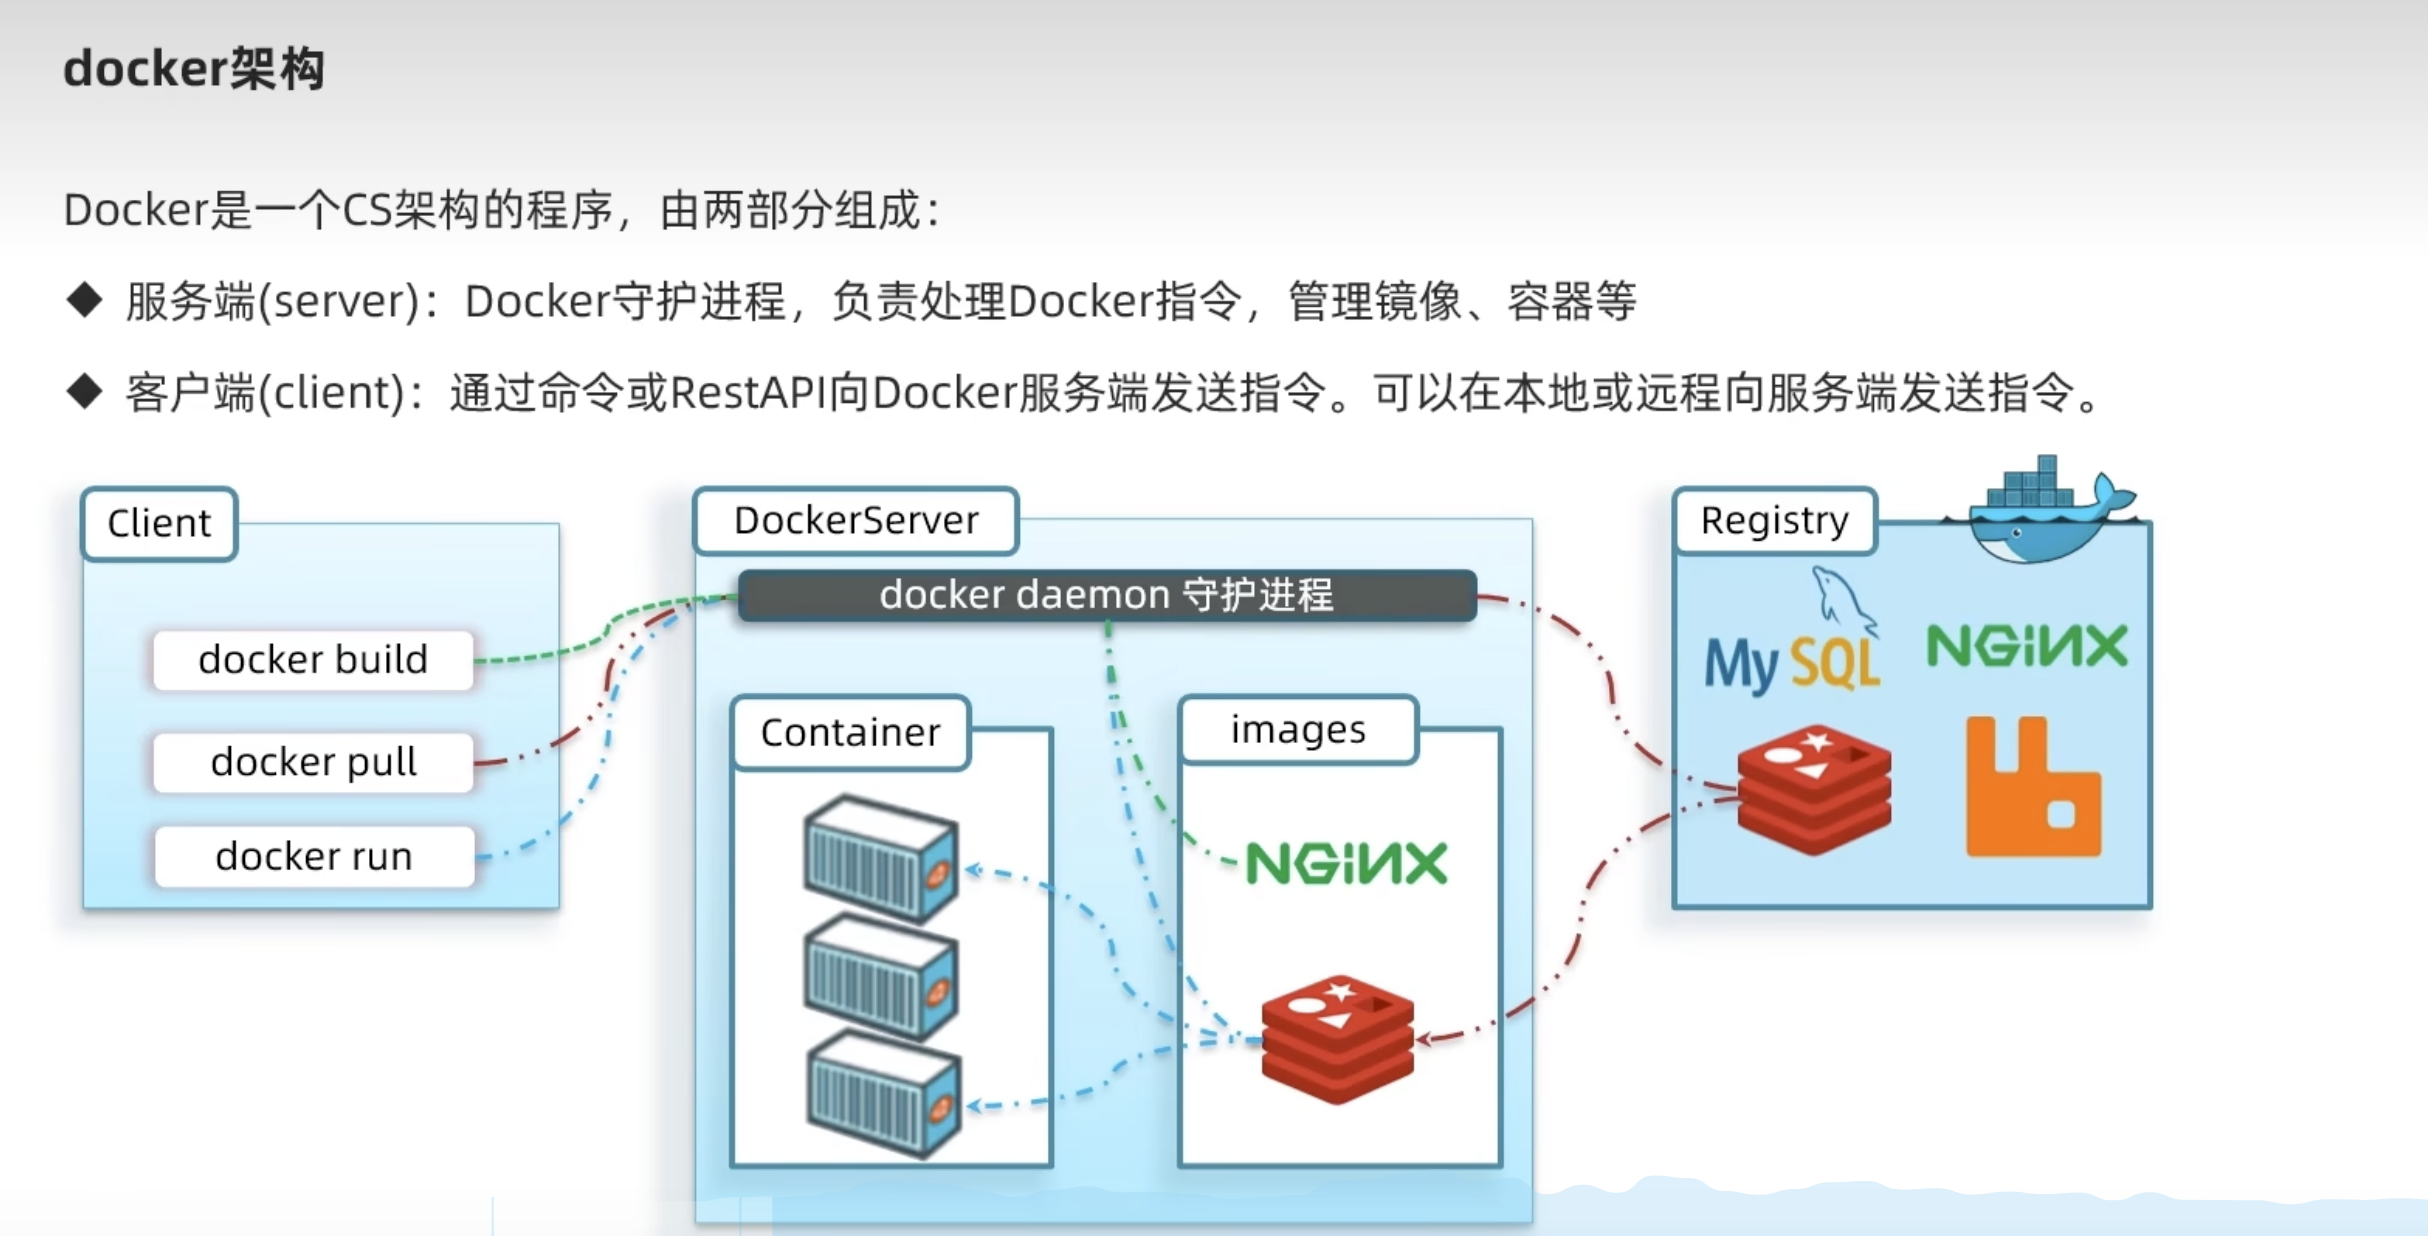 docker架构
Docker是一个CS架构的程序，由两部分组成：
◆ 服务端(server)：Docker守护进程，负责处理Docker指令，管理镜像、容器等
◆ 客户端(client)：通过命令或RestAPI向Docker服务端发送指令。可以在本地或远程向服务端发送指令。
Client
docker build
docker pull
docker run
DockerServer
docker daemon 守护进程
Container
images
NGINX
Registry
MySQL
NGINX